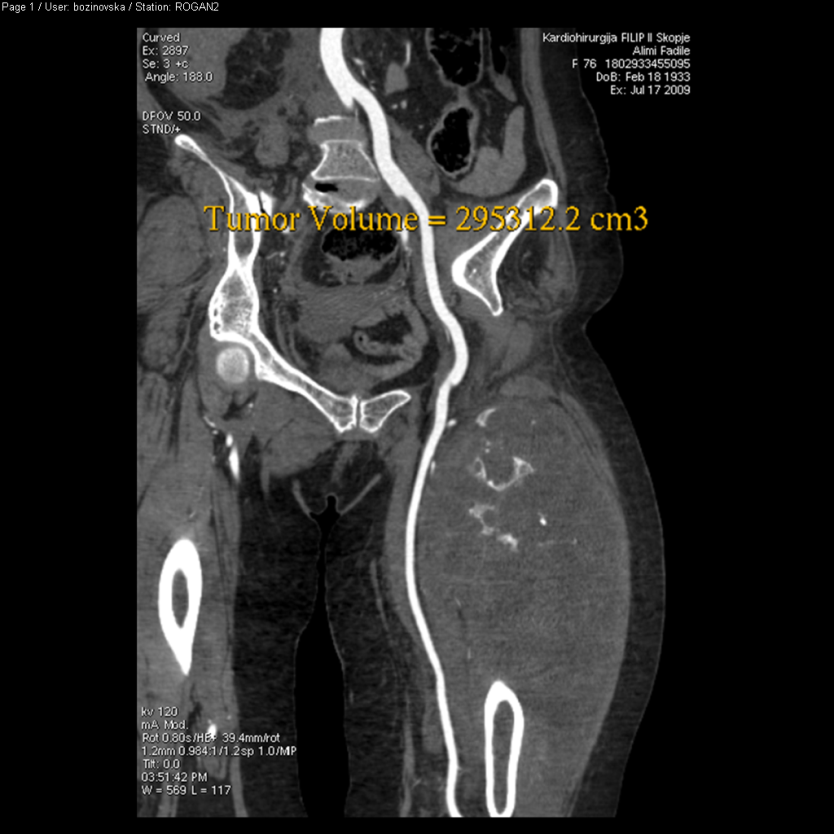 Page 1 / User: bozinovska / Station: ROGAN2
Curved
Ex: 2897
Se: 3 +c
Angle: 188.0
DFOV 50.0
STND/+
Kardiohirurgija FILIP II Skopje
Alimi Fadile
F 76 1802933455095
DoB: Feb 18 1933
Ex: Jul 17 2009
Tumor Volume = 295312.2 cm3
kv 120
mA Mod.
Rot 0.80s/HE+ 39.4mm/rot
1.2mm 0.984:1/1.2sp 1.0/MIP
Tilt: 0.0
03:51:42 PM
W = 569 L = 117